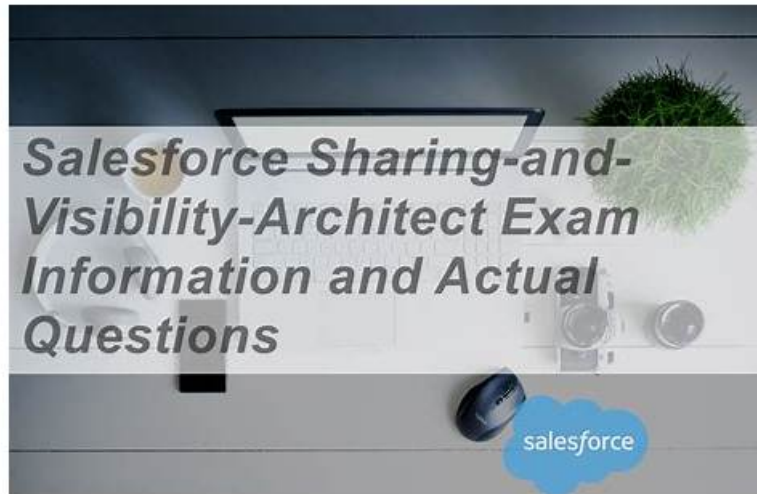 Salesforce Sharing-and-
Visibility-Architect Exam
Information and Actual
Questions
salesforce